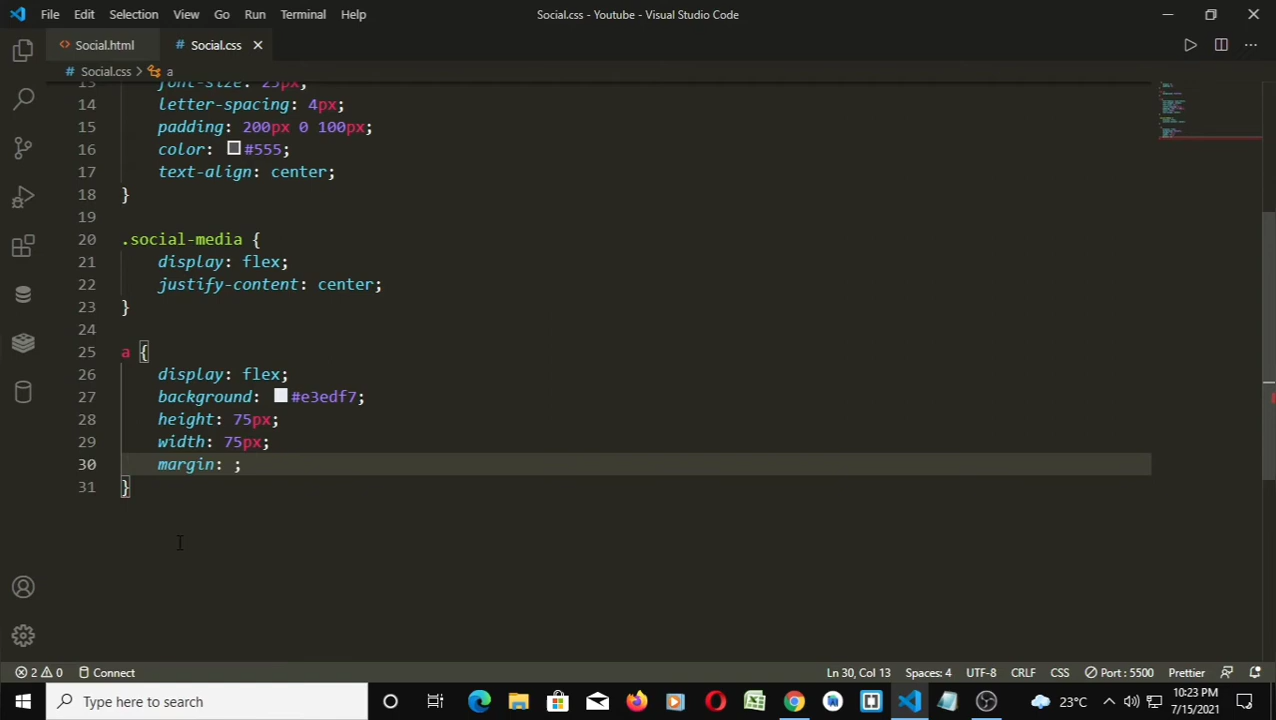 File Edit Selection View Go Run Terminal Help Social.css - Youtube - Visual Studio Code
Social.html # Social.css
# Social.css > a
13 font-size: 25px;
14 letter-spacing: 4px;
15 padding: 200px 0 100px;
16 color: #555;
17 text-align: center;
18 }
19
20 .social-media {
21 display: flex;
22 justify-content: center;
23 }
24
25 a {
26 display: flex;
27 background: #e3edf7;
28 height: 75px;
29 width: 75px;
30 margin: ;
31 }
2 0 Connect Ln 30, Col 13 Spaces: 4 UTF-8 CRLF CSS Port : 5500 Prettier
Type here to search 23°C 10:23 PM
7/15/2021